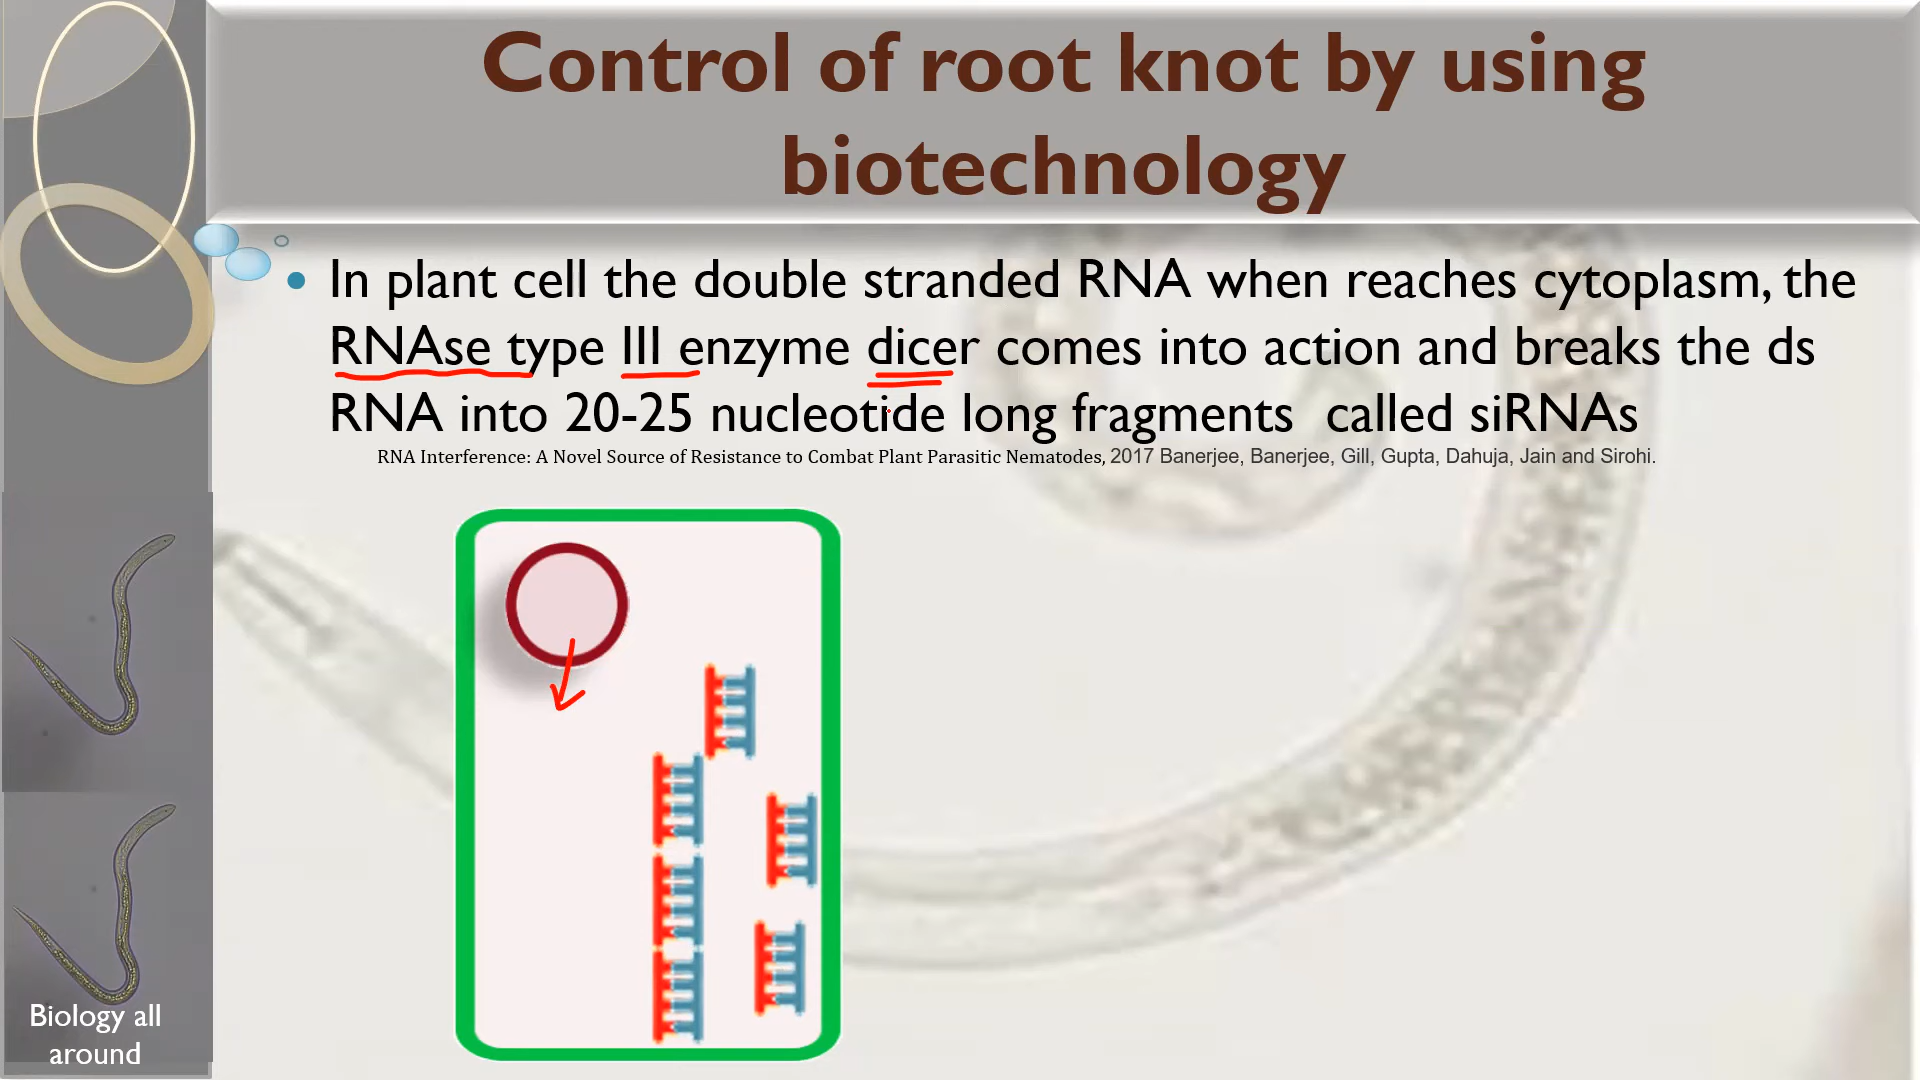 Control of root knot by using
biotechnology
• In plant cell the double stranded RNA when reaches cytoplasm, the
RNAse type III enzyme dicer comes into action and breaks the ds
RNA into 20-25 nucleotide long fragments called siRNAs
RNA Interference: A Novel Source of Resistance to Combat Plant Parasitic Nematodes, 2017 Banerjee, Banerjee, Gill, Gupta, Dahuja, Jain and Sirohi.
Biology all
around